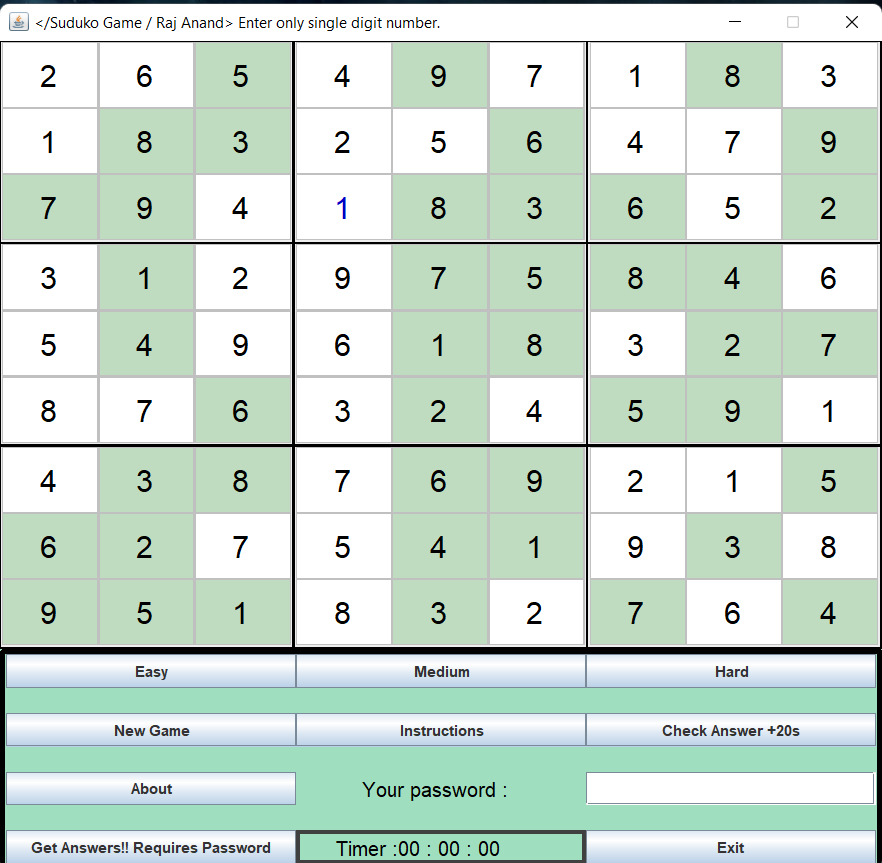 </Suduko Game / Raj Anand> Enter only single digit number.
2 6 5 4 9 7 1 8 3
1 8 3 2 5 6 4 7 9
7 9 4 1 8 3 6 5 2
3 1 2 9 7 5 8 4 6
5 4 9 6 1 8 3 2 7
8 7 6 3 2 4 5 9 1
4 3 8 7 6 9 2 1 5
6 2 7 5 4 1 9 3 8
9 5 1 8 3 2 7 6 4
Easy Medium Hard
New Game Instructions Check Answer +20s
About Your password :
Get Answers!! Requires Password Timer :00 : 00 : 00 Exit